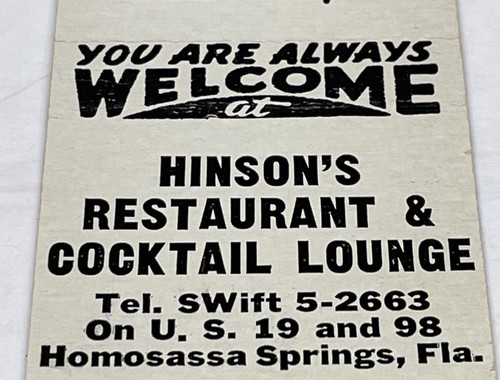 YOU ARE ALWAYS
WELCOME
at
HINSON'S
RESTAURANT &
COCKTAIL LOUNGE
Tel. SWift 5-2663
On U. S. 19 and 98
Homosassa Springs, Fla.